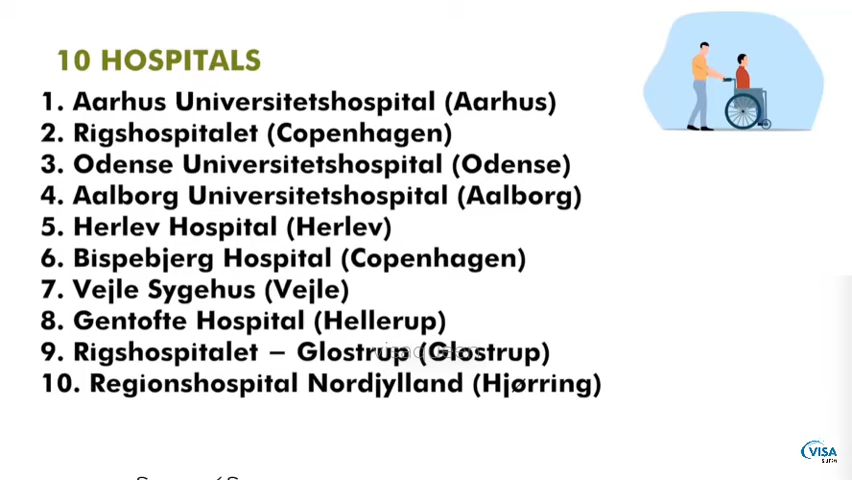 10 HOSPITALS
1. Aarhus Universitetshospital (Aarhus)
2. Rigshospitalet (Copenhagen)
3. Odense Universitetshospital (Odense)
4. Aalborg Universitetshospital (Aalborg)
5. Herlev Hospital (Herlev)
6. Bispebjerg Hospital (Copenhagen)
7. Vejle Sygehus (Vejle)
8. Gentofte Hospital (Hellerup)
9. Rigshospitalet – Glostrup (Glostrup)
10. Regionshospital Nordjylland (Hjørring)
VISA